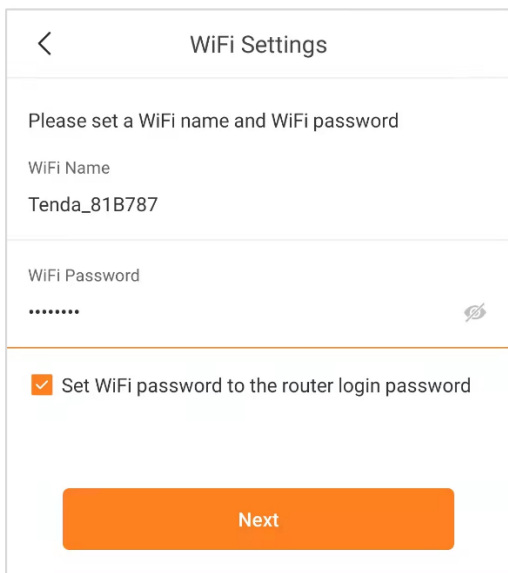 WiFi Settings
Please set a WiFi name and WiFi password
WiFi Name
Tenda_81B787
WiFi Password
••••••••
Set WiFi password to the router login password
Next